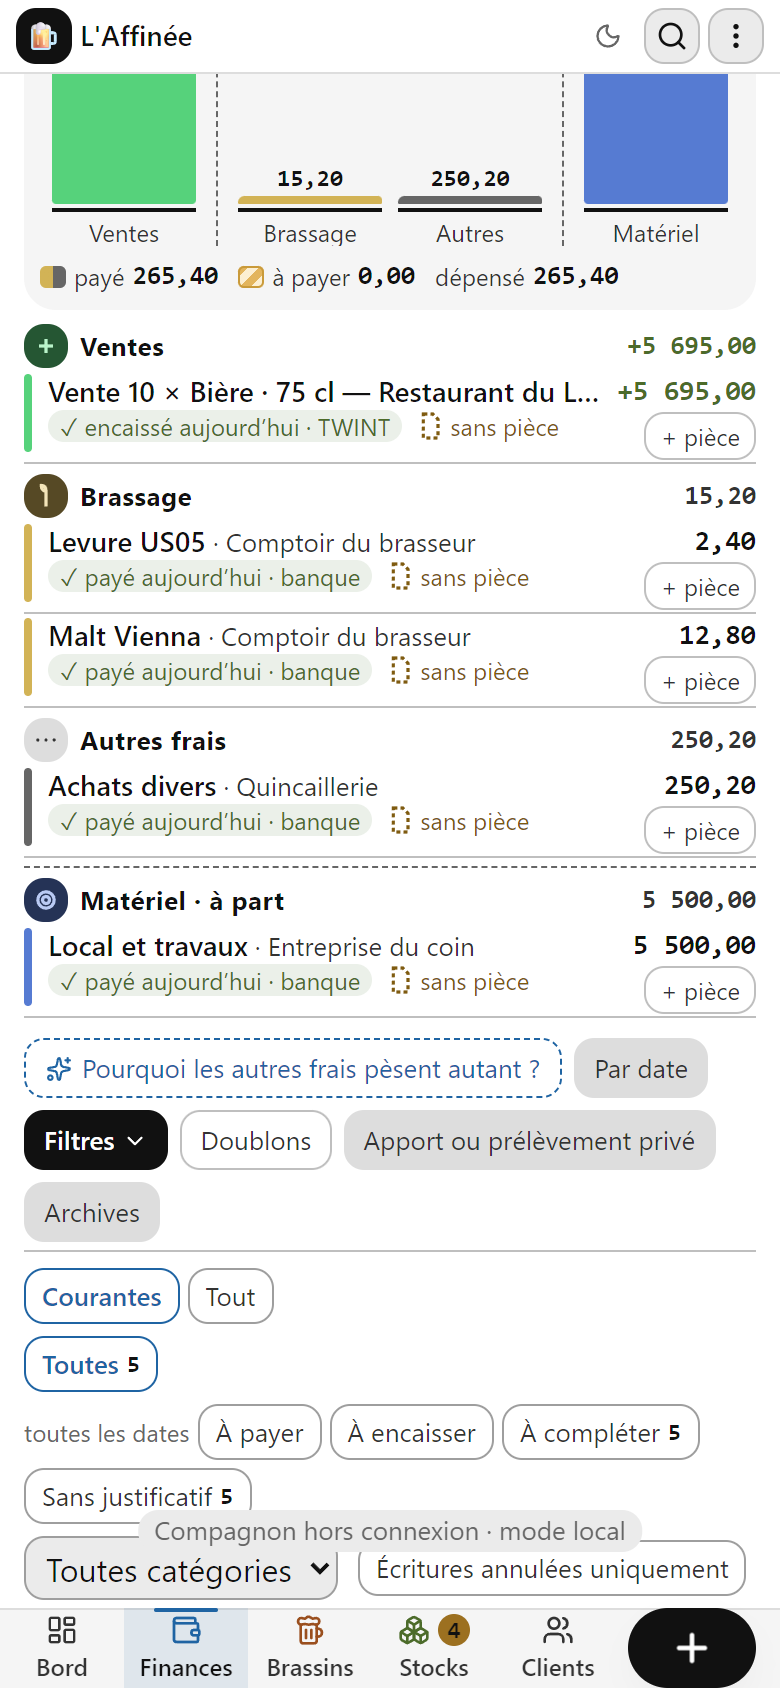 L'Affinée
15,20 250,20
Ventes Brassage Autres Matériel
payé 265,40 à payer 0,00 dépensé 265,40
Ventes +5 695,00
Vente 10 × Bière · 75 cl — Restaurant du L... +5 695,00
✓ encaissé aujourd’hui · TWINT sans pièce + pièce
Brassage 15,20
Levure US05 · Comptoir du brasseur 2,40
✓ payé aujourd’hui · banque sans pièce + pièce
Malt Vienna · Comptoir du brasseur 12,80
✓ payé aujourd’hui · banque sans pièce + pièce
Autres frais 250,20
Achats divers · Quincaillerie 250,20
✓ payé aujourd’hui · banque sans pièce + pièce
Matériel · à part 5 500,00
Local et travaux · Entreprise du coin 5 500,00
✓ payé aujourd’hui · banque sans pièce + pièce
Pourquoi les autres frais pèsent autant ? Par date
Filtres Doublons Apport ou prélèvement privé
Archives
Courantes Tout
Toutes 5
toutes les dates À payer À encaisser À compléter 5
Sans justificatif 5
Compagnon hors connexion · mode local
Toutes catégories Écritures annulées uniquement
4
Bord Finances Brassins Stocks Clients +